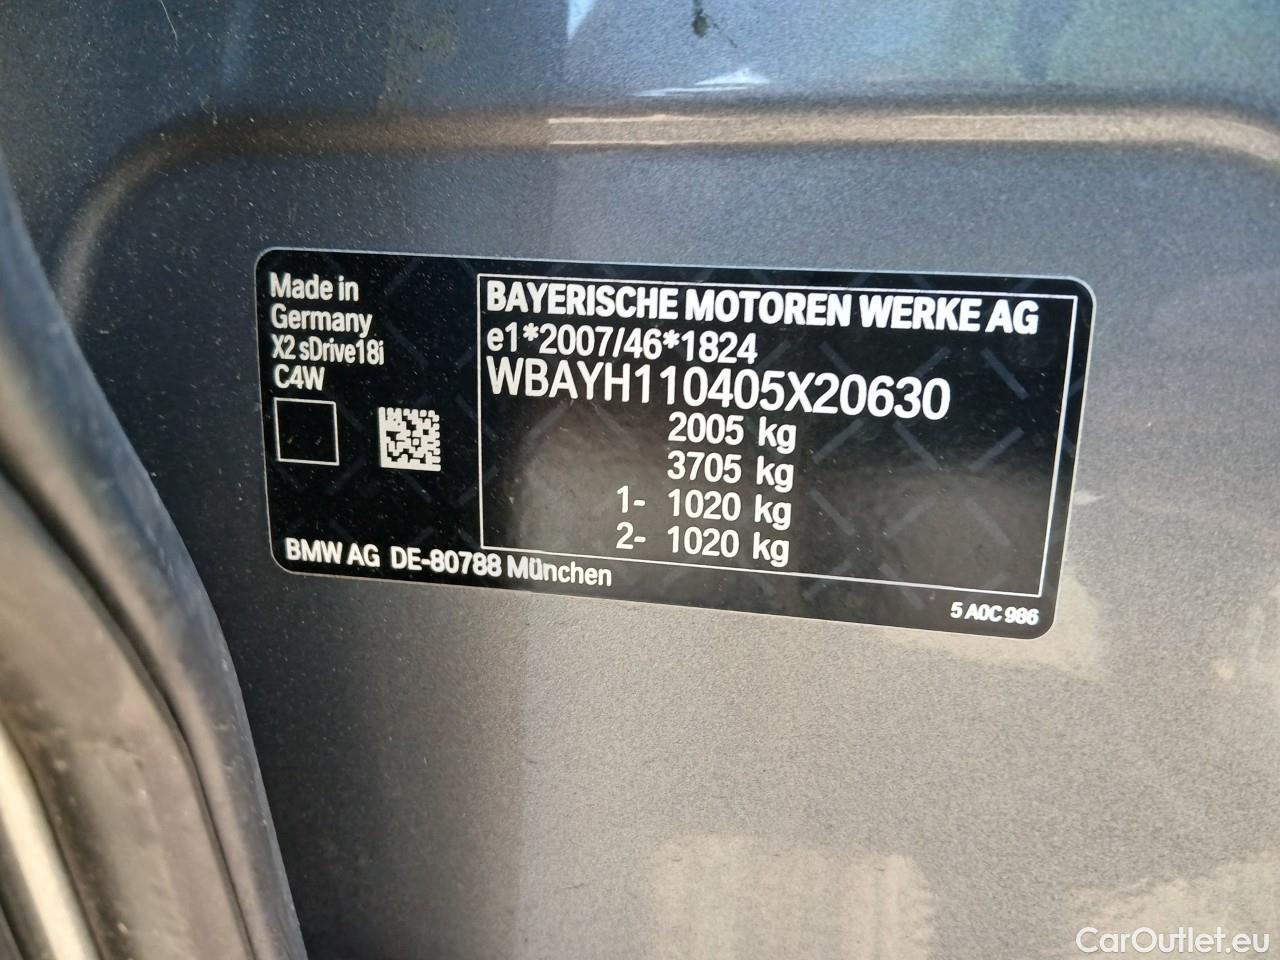 Made in
Germany
X2 sDrive18i
C4W
BAYERISCHE MOTOREN WERKE AG
e1*2007/46*1824
WBAYH110405X20630
2005 kg
3705 kg
1- 1020 kg
2- 1020 kg
BMW AG DE-80788 München
5 A0C 986
CarOutlet.eu